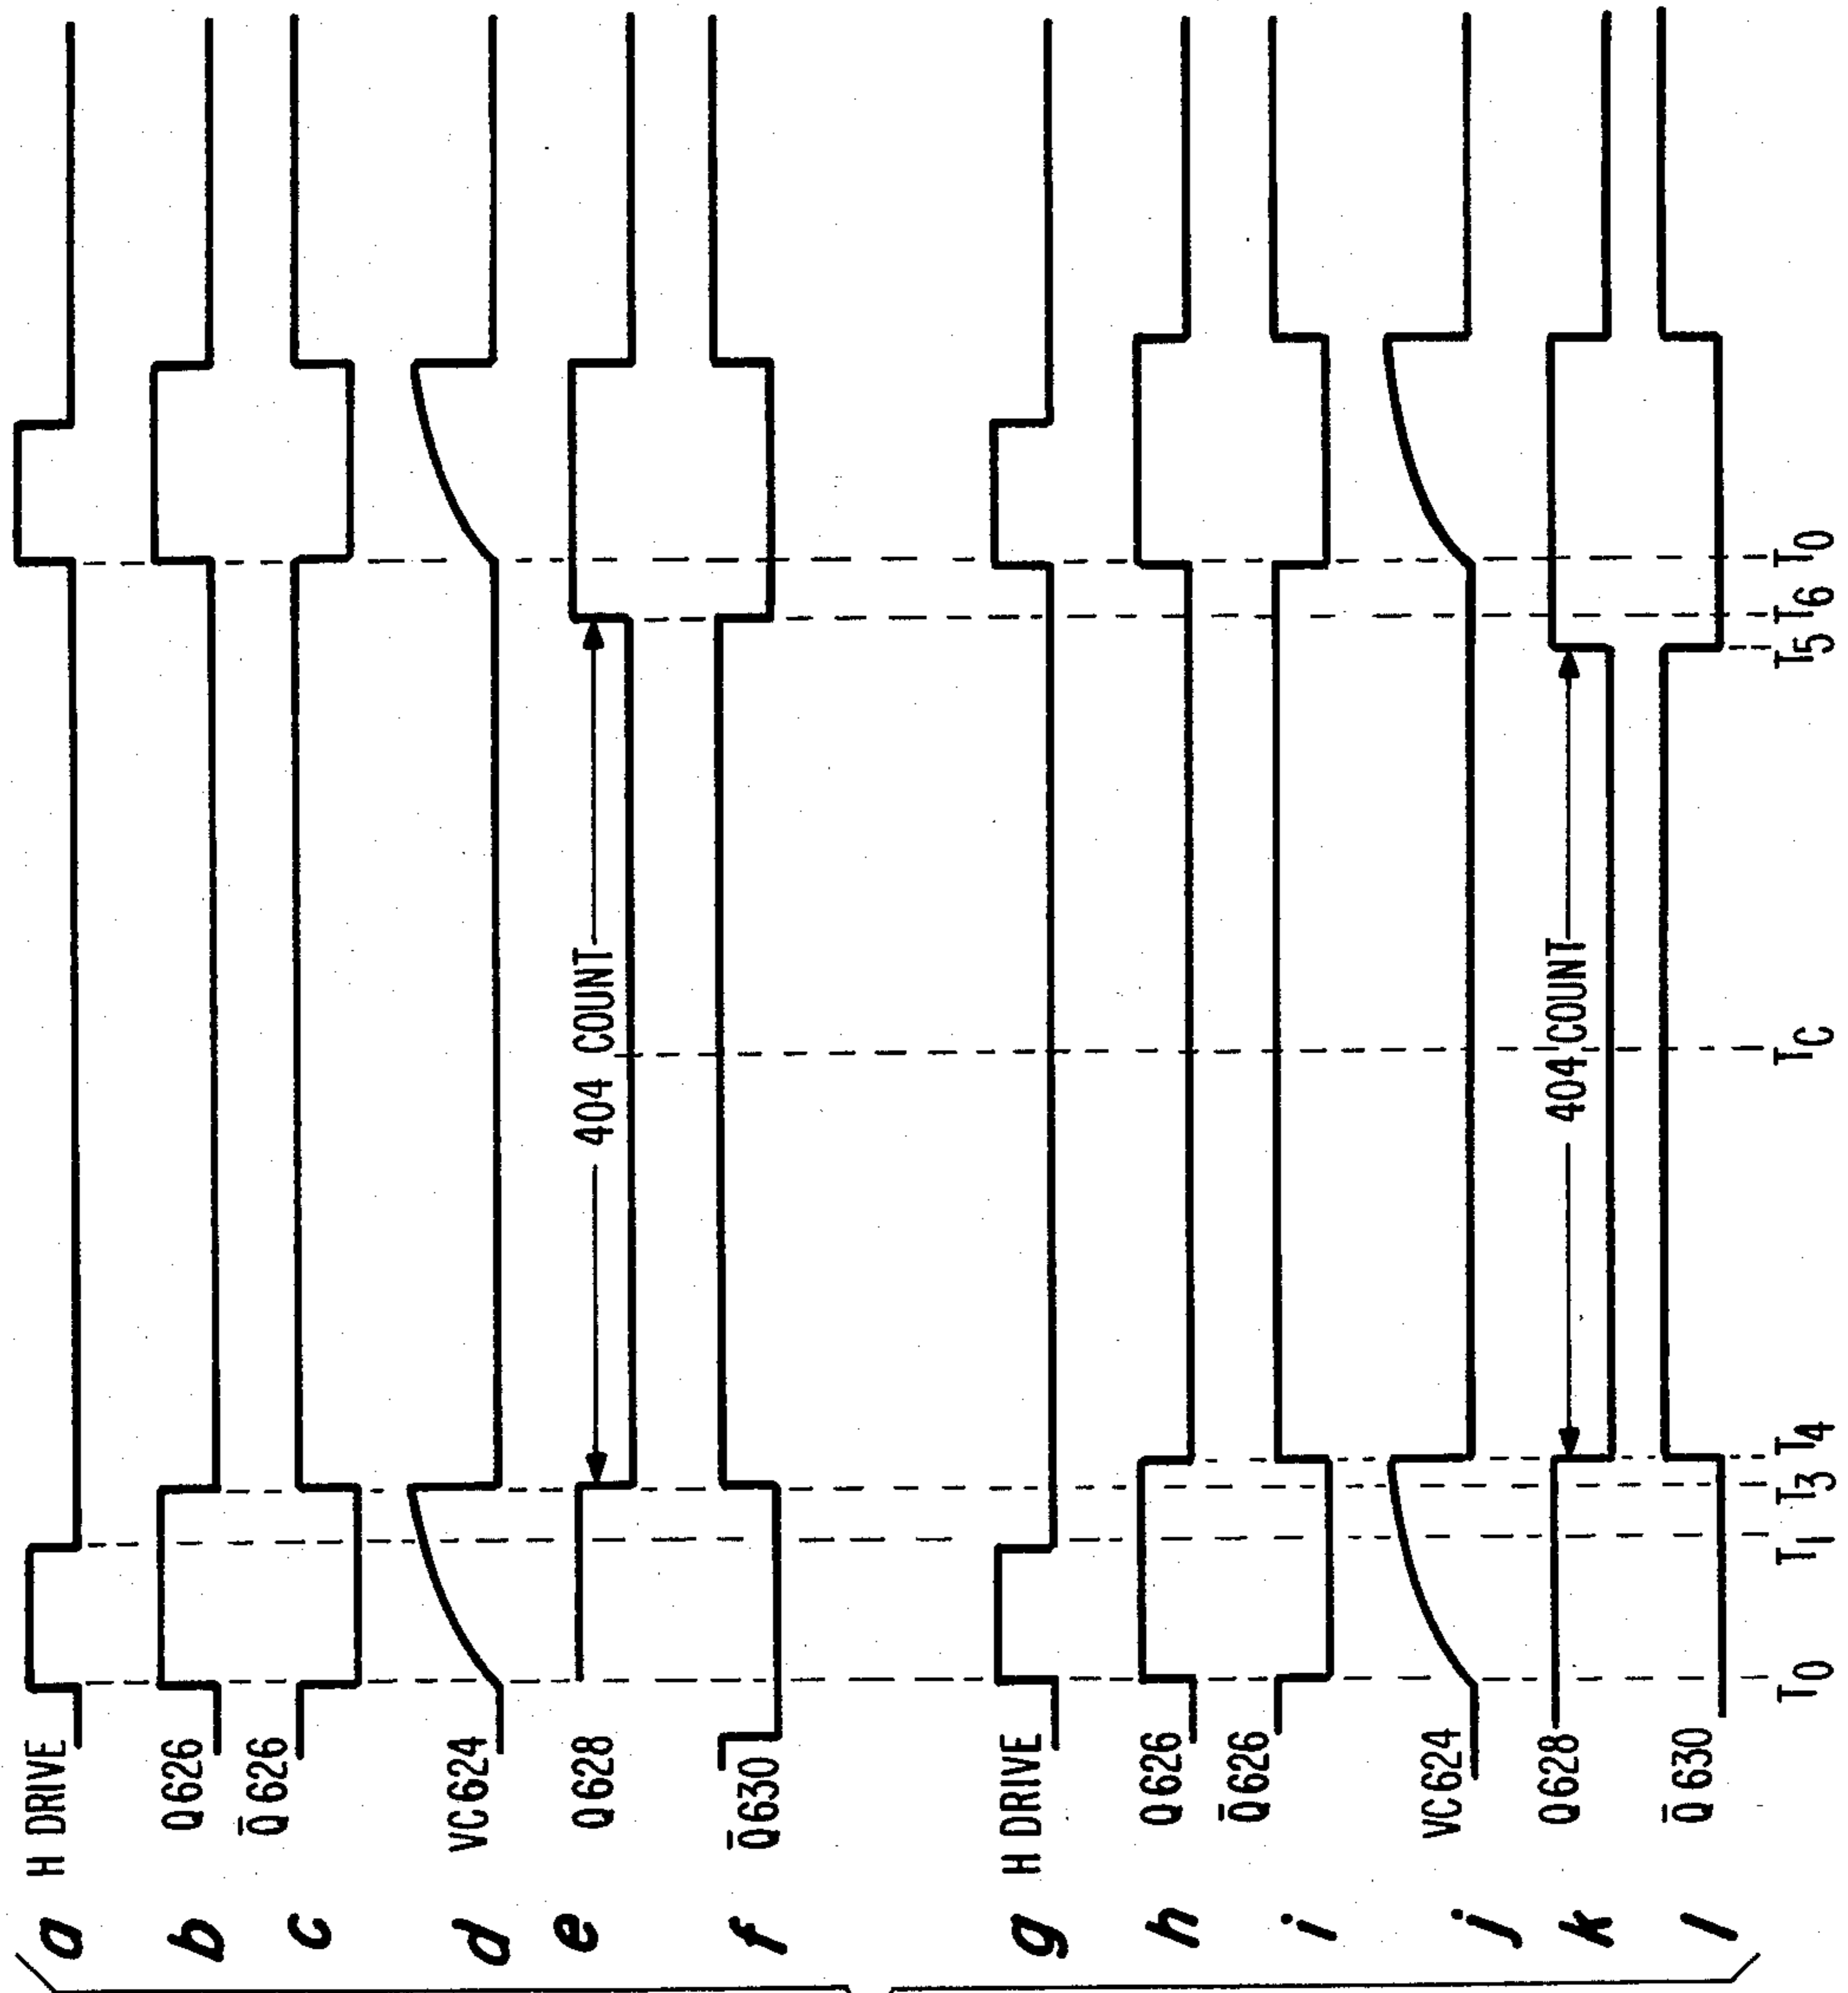 a H DRIVE
b Q626
c Q̄626
d VC624
e Q628
404 COUNT
f Q̄630
g H DRIVE
h Q626
i Q̄626
j VC624
k Q628
404 COUNT
l Q̄630
T0 T1 T3 T4 TC T5 T6 T0